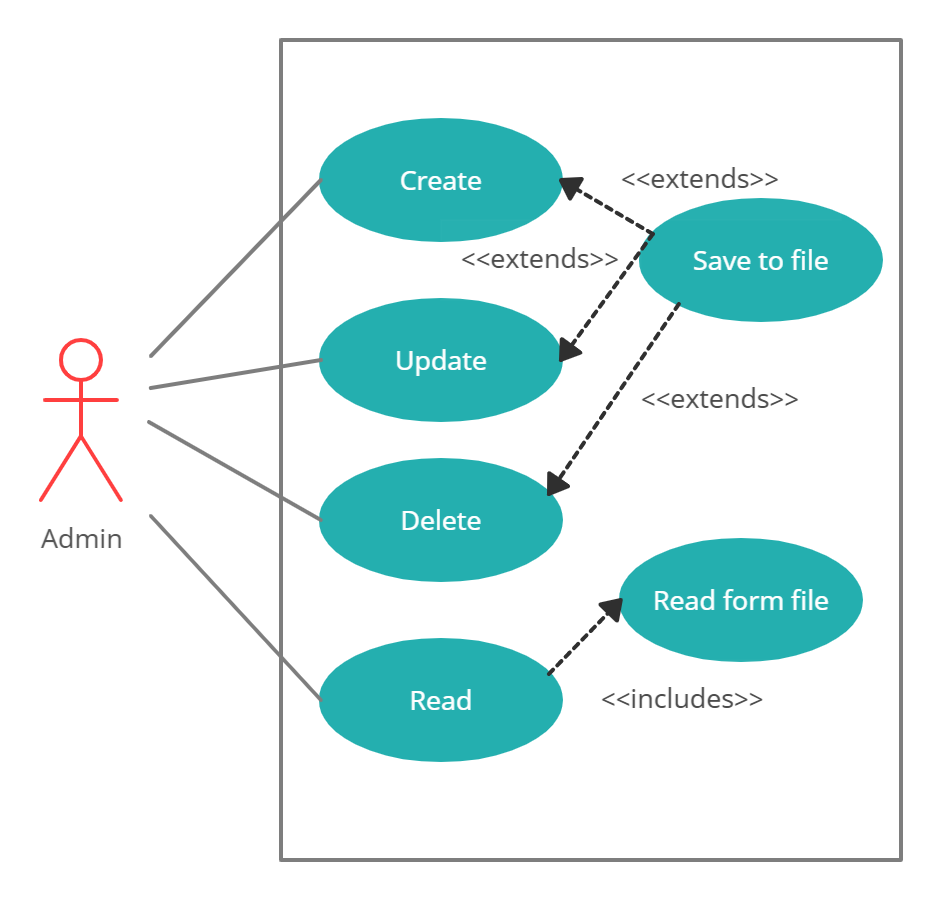 <<extends>>
Create
<<extends>>
Save to file
Update
<<extends>>
Delete
Admin
Read form file
Read
<<includes>>